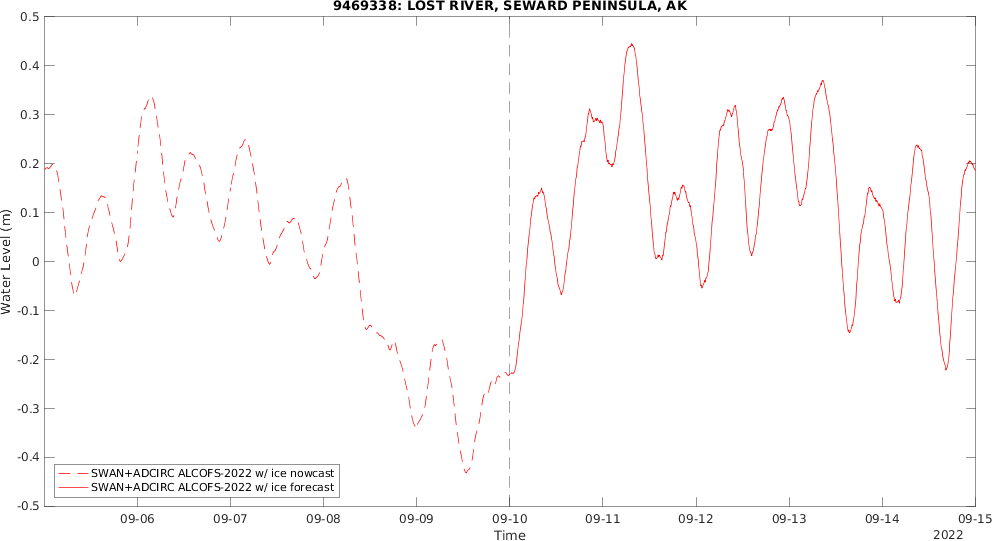 9469338: LOST RIVER, SEWARD PENINSULA, AK
0.5
0.4
0.3
0.2
0.1
0
-0.1
-0.2
-0.3
-0.4
-0.5
Water Level (m)
SWAN+ADCIRC ALCOFS-2022 w/ ice nowcast
SWAN+ADCIRC ALCOFS-2022 w/ ice forecast
09-06 09-07 09-08 09-09 09-10 09-11 09-12 09-13 09-14 09-15
Time
2022